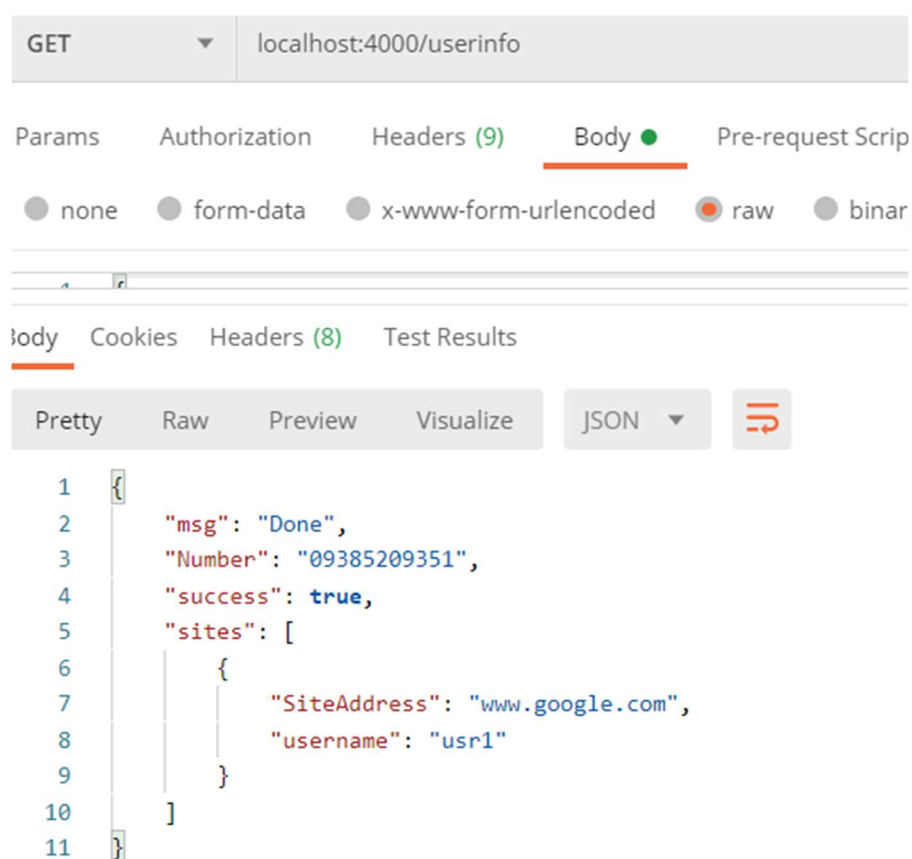 GET localhost:4000/userinfo
Params Authorization Headers (9) Body Pre-request Scrip
none form-data x-www-form-urlencoded raw binar
Body Cookies Headers (8) Test Results
Pretty Raw Preview Visualize JSON
1 {
2 "msg": "Done",
3 "Number": "09385209351",
4 "success": true,
5 "sites": [
6 {
7 "SiteAddress": "www.google.com",
8 "username": "usr1"
9 }
10 ]
11 }